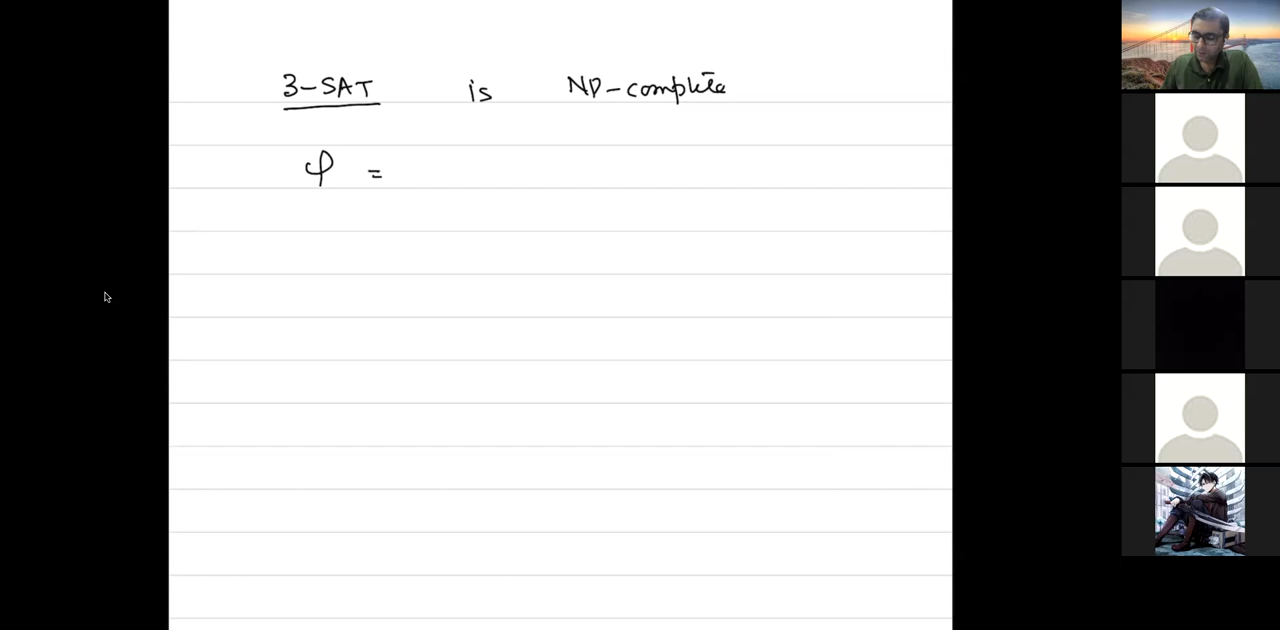 3-SAT is NP-complete
φ =